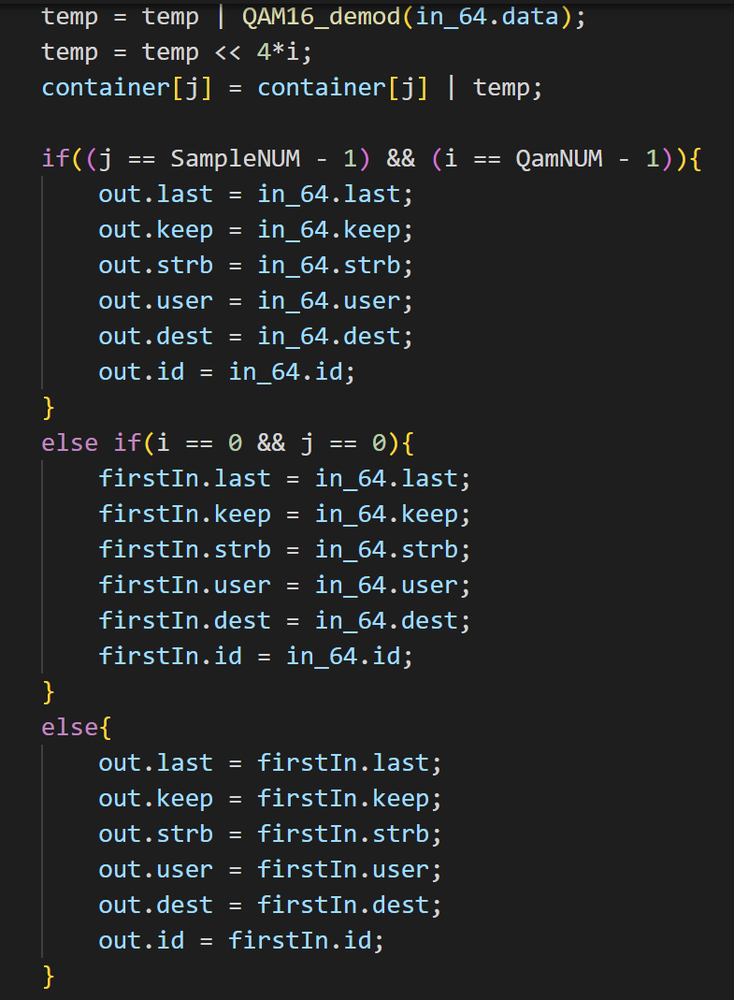 temp = temp | QAM16_demod(in_64.data);
temp = temp << 4*i;
container[j] = container[j] | temp;
if((j == SampleNUM - 1) && (i == QamNUM - 1)){
out.last = in_64.last;
out.keep = in_64.keep;
out.strb = in_64.strb;
out.user = in_64.user;
out.dest = in_64.dest;
out.id = in_64.id;
}
else if(i == 0 && j == 0){
firstIn.last = in_64.last;
firstIn.keep = in_64.keep;
firstIn.strb = in_64.strb;
firstIn.user = in_64.user;
firstIn.dest = in_64.dest;
firstIn.id = in_64.id;
}
else{
out.last = firstIn.last;
out.keep = firstIn.keep;
out.strb = firstIn.strb;
out.user = firstIn.user;
out.dest = firstIn.dest;
out.id = firstIn.id;
}